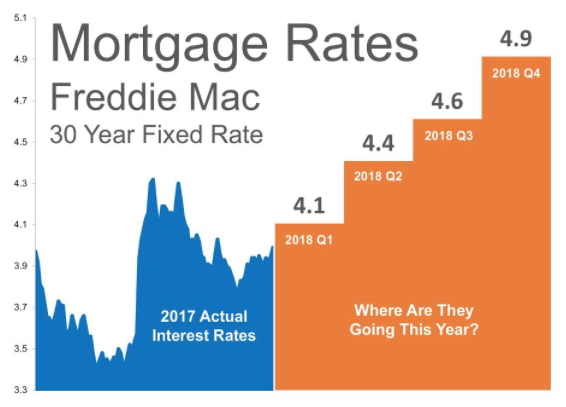 Mortgage Rates
Freddie Mac
30 Year Fixed Rate
5.1
4.9
4.7
4.5
4.3
4.1
3.9
3.7
3.5
3.3
4.1
2018 Q1
4.4
2018 Q2
4.6
2018 Q3
4.9
2018 Q4
2017 Actual
Interest Rates
Where Are They
Going This Year?